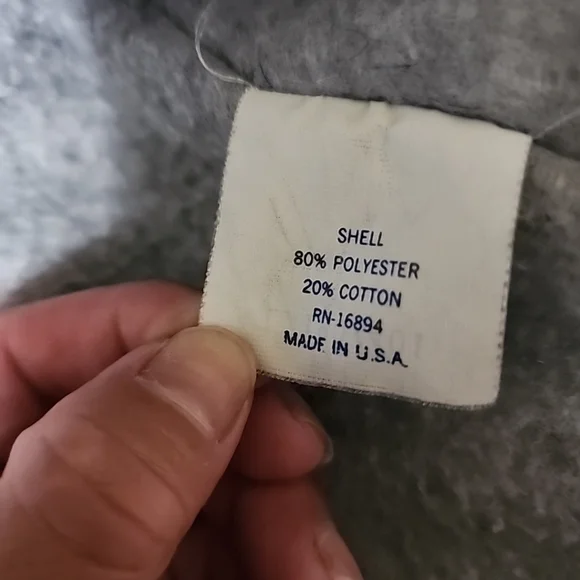 SHELL
80% POLYESTER
20% COTTON
RN-16894
MADE IN U.S.A.